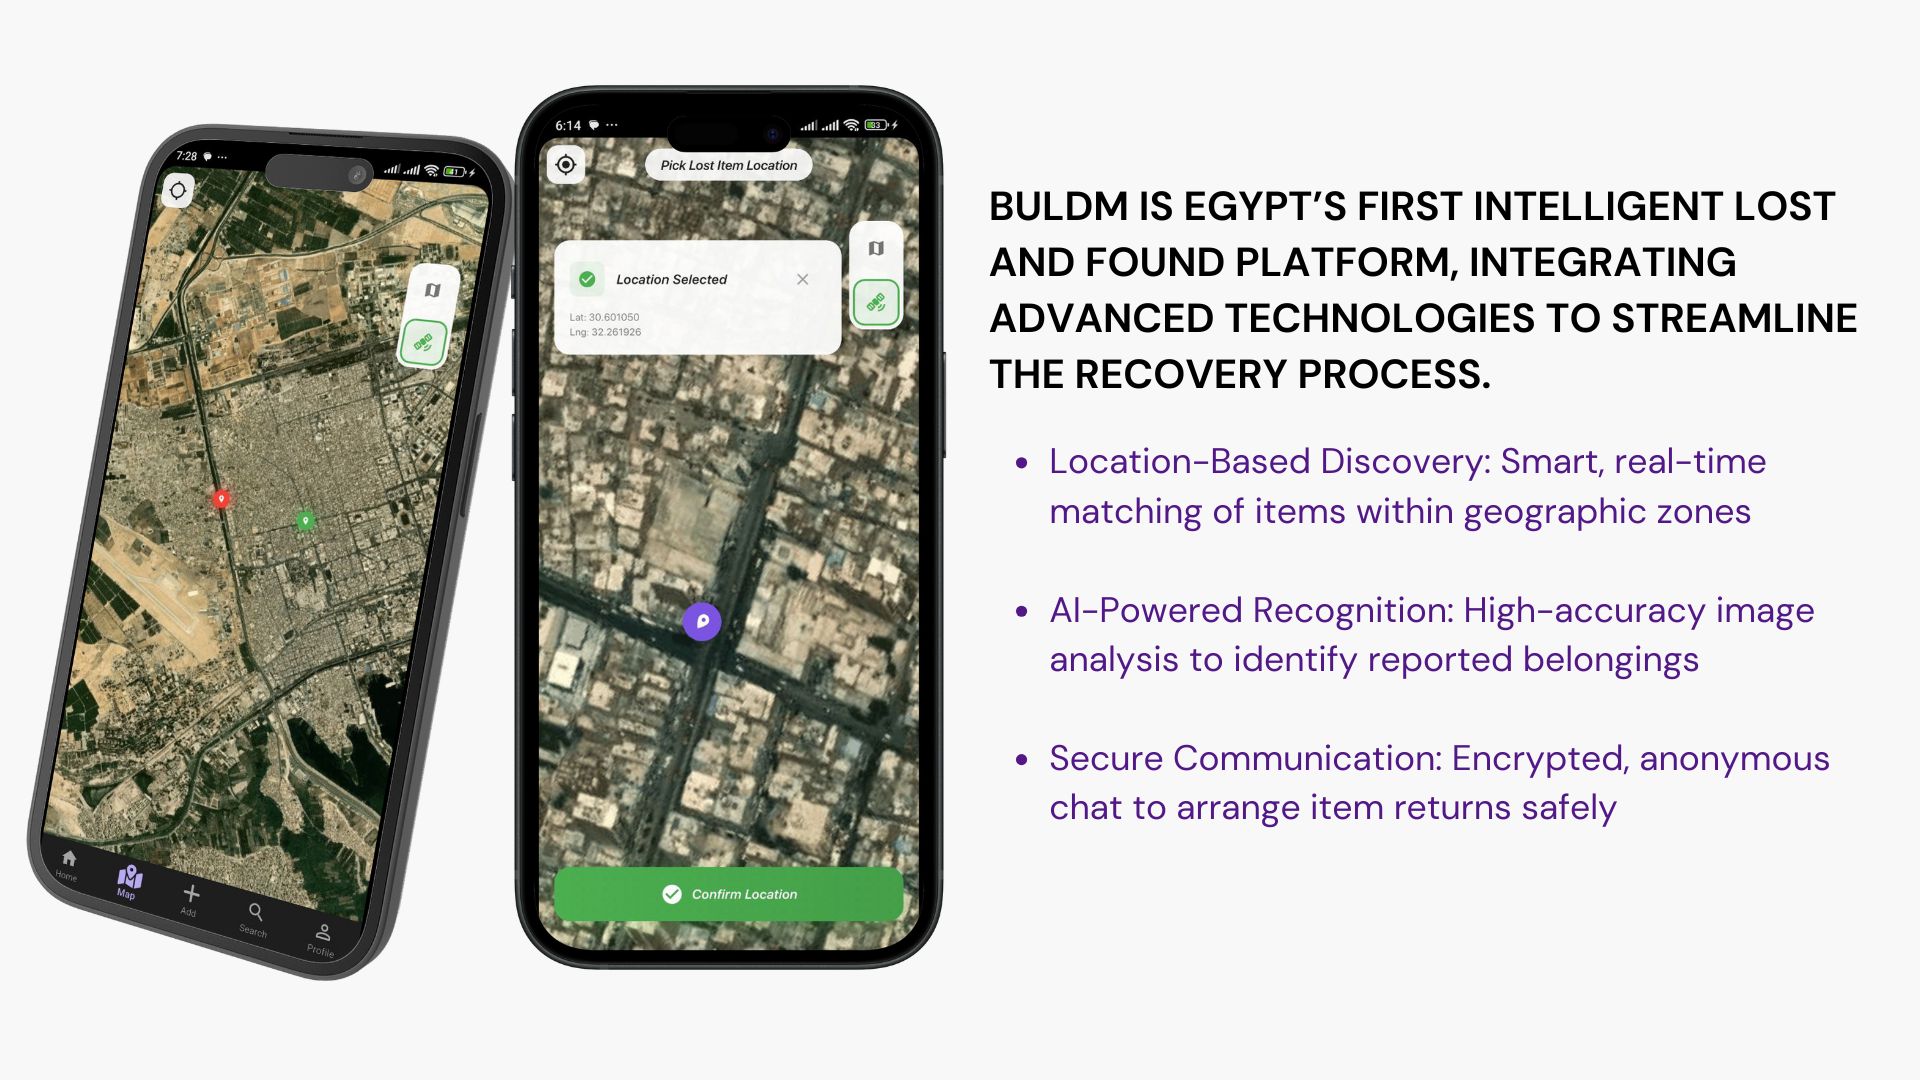 7:28
41
Home
Map
Add
Search
Profile
6:14
83
Pick Lost Item Location
Location Selected
Lat: 30.601050
Lng: 32.261926
Confirm Location
BULDM IS EGYPT’S FIRST INTELLIGENT LOST
AND FOUND PLATFORM, INTEGRATING
ADVANCED TECHNOLOGIES TO STREAMLINE
THE RECOVERY PROCESS.
• Location-Based Discovery: Smart, real-time
matching of items within geographic zones
• AI-Powered Recognition: High-accuracy image
analysis to identify reported belongings
• Secure Communication: Encrypted, anonymous
chat to arrange item returns safely